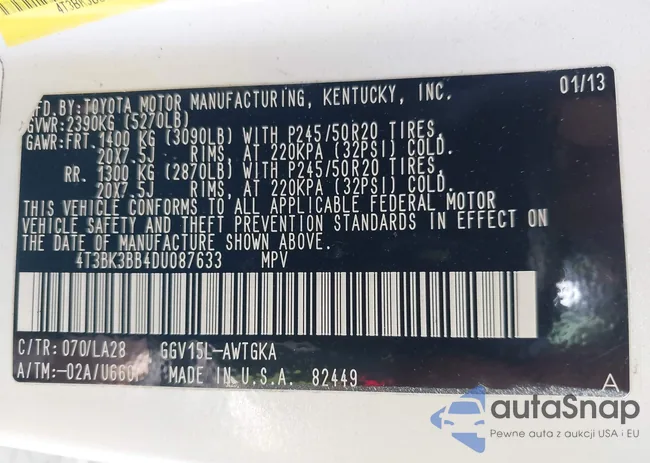 MFD.BY:TOYOTA MOTOR MANUFACTURING, KENTUCKY, INC. 01/13
GVWR:2390KG (5270LB)
GAWR:FRT.1400 KG (3090LB) WITH P245/50R20 TIRES,
20X7.5J RIMS, AT 220KPA (32PSI) COLD.
RR. 1300 KG (2870LB) WITH P245/50R20 TIRES,
20X7.5J RIMS, AT 220KPA (32PSI) COLD.
THIS VEHICLE CONFORMS TO ALL APPLICABLE FEDERAL MOTOR
VEHICLE SAFETY AND THEFT PREVENTION STANDARDS IN EFFECT ON
THE DATE OF MANUFACTURE SHOWN ABOVE.
4T3BK3BB4DU087633 MPV
C/TR: 070/LA28 GGV15L-AWTGKA
A/TM:-02A/U660F MADE IN U.S.A. 82449 A
autaSnap
Pewne auta z aukcji USA i EU